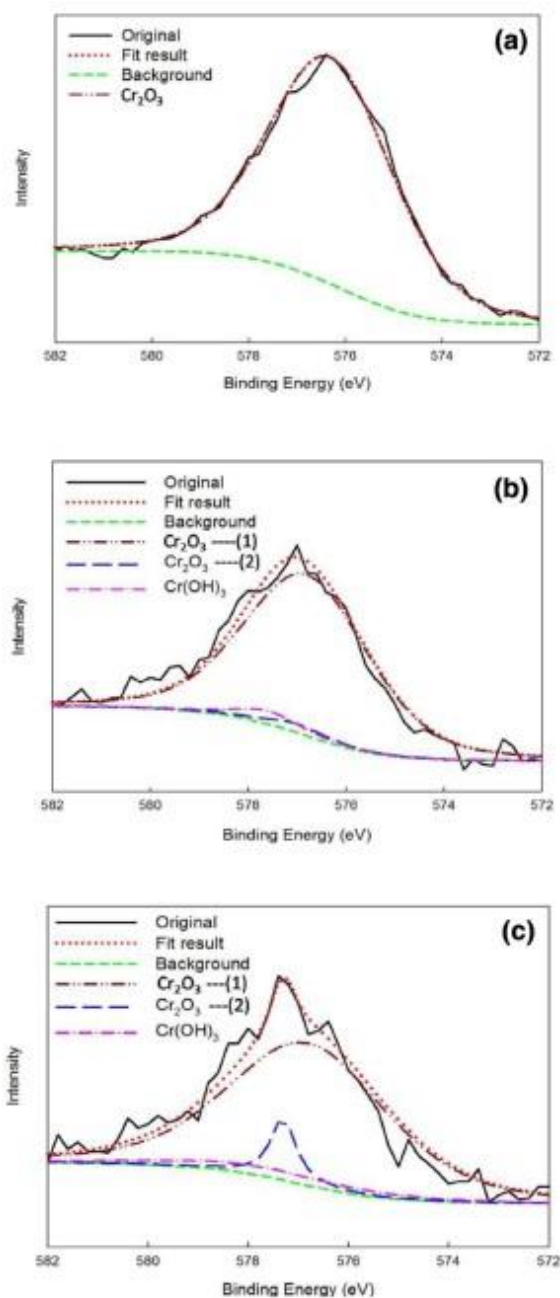 (a)
Original
Fit result
Background
Cr₂O₃
Intensity
582 580 578 576 574 572
Binding Energy (eV)
(b)
Original
Fit result
Background
Cr₂O₃ ----(1)
Cr₂O₃ ----(2)
Cr(OH)₃
Intensity
582 580 578 576 574 572
Binding Energy (eV)
(c)
Original
Fit result
Background
Cr₂O₃ ---(1)
Cr₂O₃ ---(2)
Cr(OH)₃
Intensity
582 580 578 576 574 572
Binding Energy (eV)